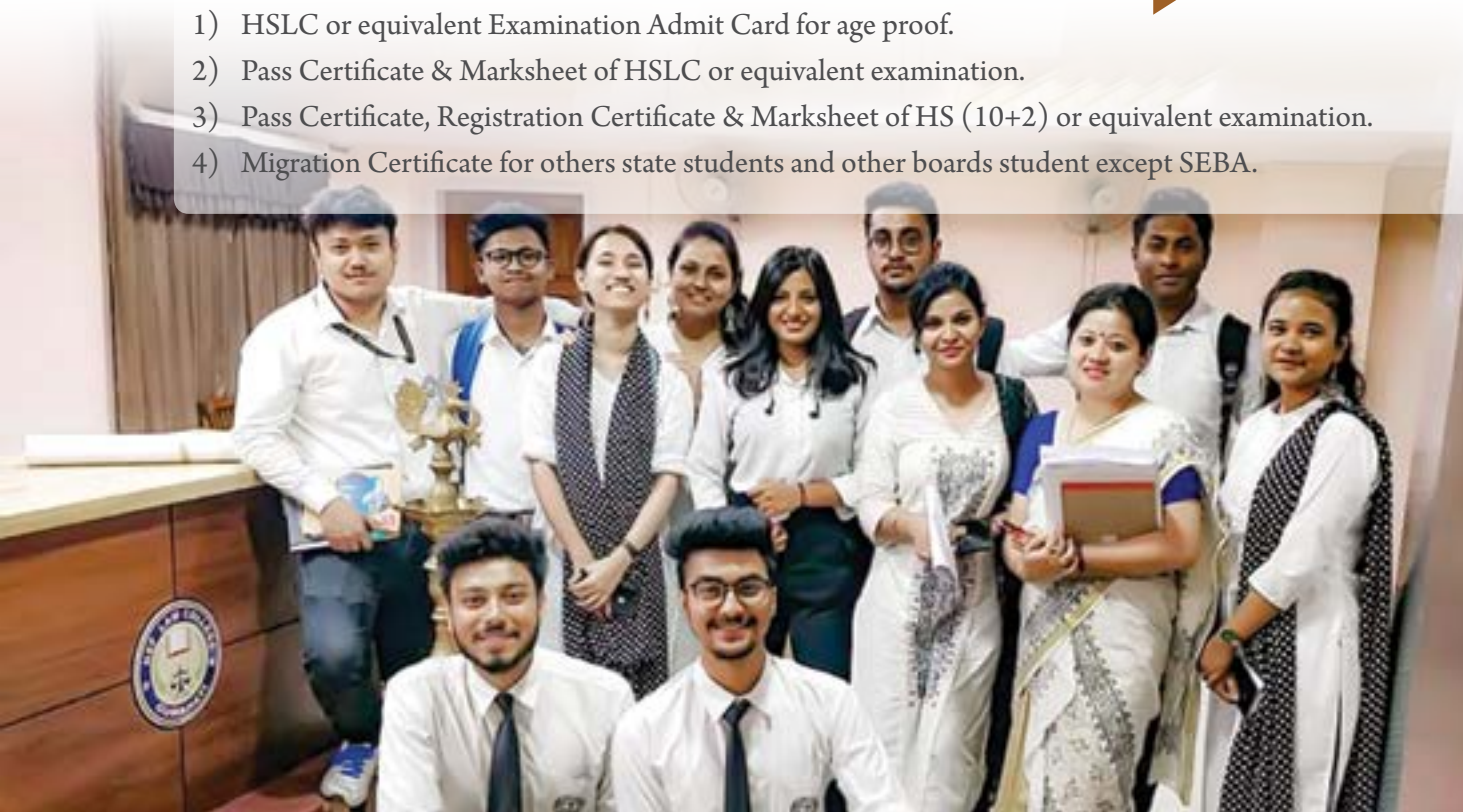 1) HSLC or equivalent Examination Admit Card for age proof.
2) Pass Certificate & Marksheet of HSLC or equivalent examination.
3) Pass Certificate, Registration Certificate & Marksheet of HS (10+2) or equivalent examination.
4) Migration Certificate for others state students and other boards student except SEBA.
LAW COLLEGE